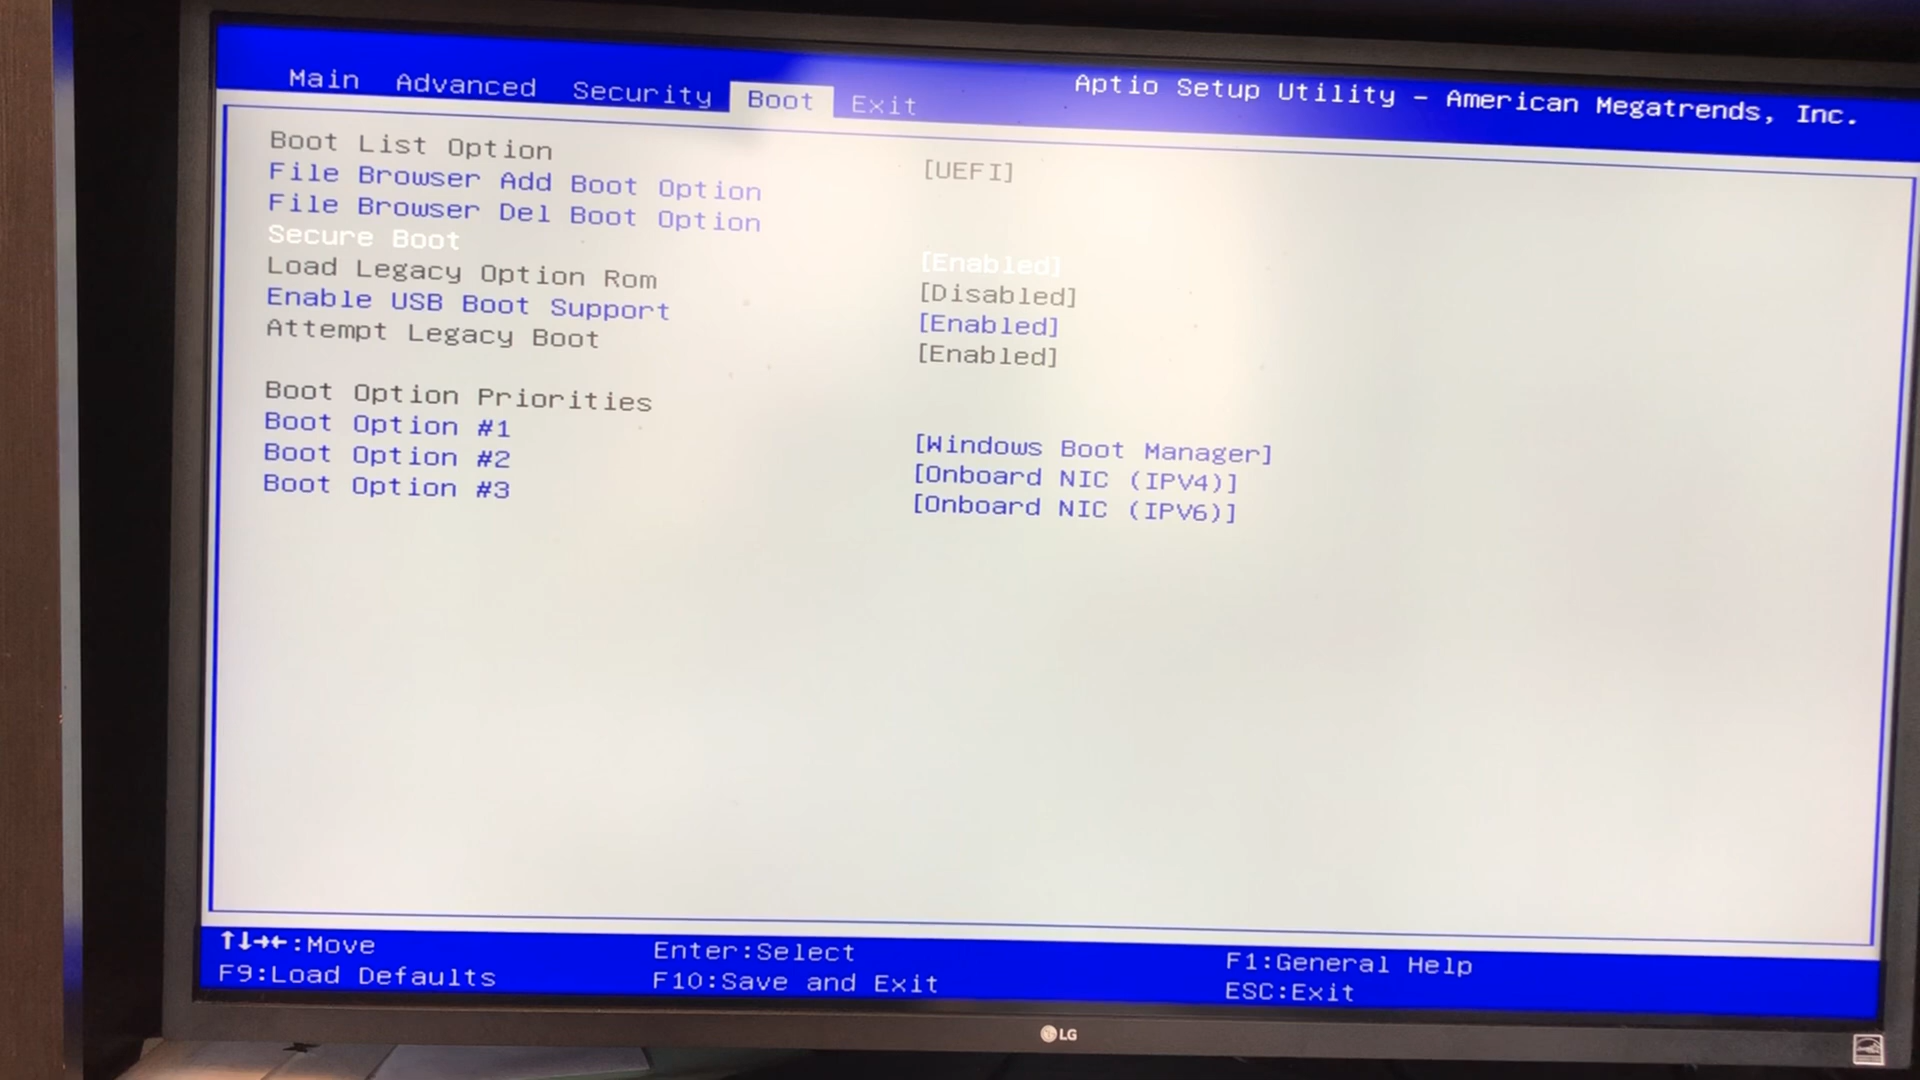 Aptio Setup Utility - American Megatrends, Inc.
Main Advanced Security Boot Exit
Boot List Option [UEFI]
File Browser Add Boot Option
File Browser Del Boot Option
Secure Boot [Enabled]
Load Legacy Option Rom [Disabled]
Enable USB Boot Support [Enabled]
Attempt Legacy Boot [Enabled]
Boot Option Priorities
Boot Option #1 [Windows Boot Manager]
Boot Option #2 [Onboard NIC (IPV4)]
Boot Option #3 [Onboard NIC (IPV6)]
↑↓→←:Move Enter:Select F1:General Help
F9:Load Defaults F10:Save and Exit ESC:Exit
LG